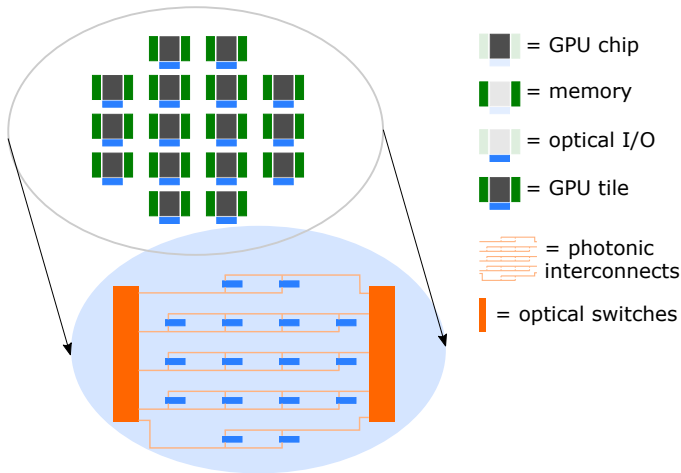 = GPU chip
= memory
= optical I/O
= GPU tile
= photonic
interconnects
= optical switches